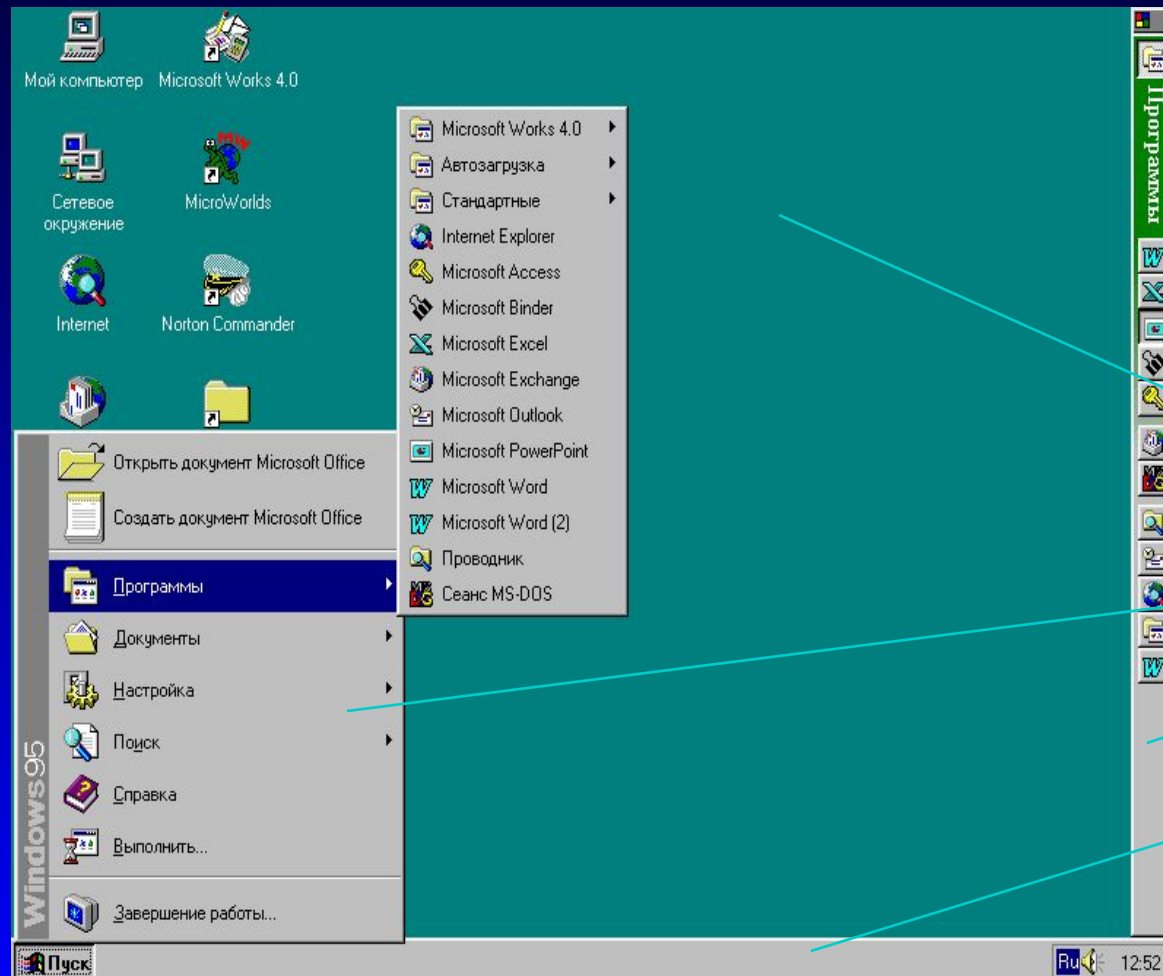 Мой компьютер
Microsoft Works 4.0
Сетевое
окружение
MicroWorlds
Internet
Norton Commander
Microsoft Works 4.0
Автозагрузка
Стандартные
Internet Explorer
Microsoft Access
Microsoft Binder
Microsoft Excel
Microsoft Exchange
Microsoft Outlook
Microsoft PowerPoint
Microsoft Word
Microsoft Word (2)
Проводник
Сеанс MS-DOS
Открыть документ Microsoft Office
Создать документ Microsoft Office
Программы
Документы
Настройка
Поиск
Справка
Выполнить...
Завершение работы...
Windows95
Программы
Пуск
Ru
12:52